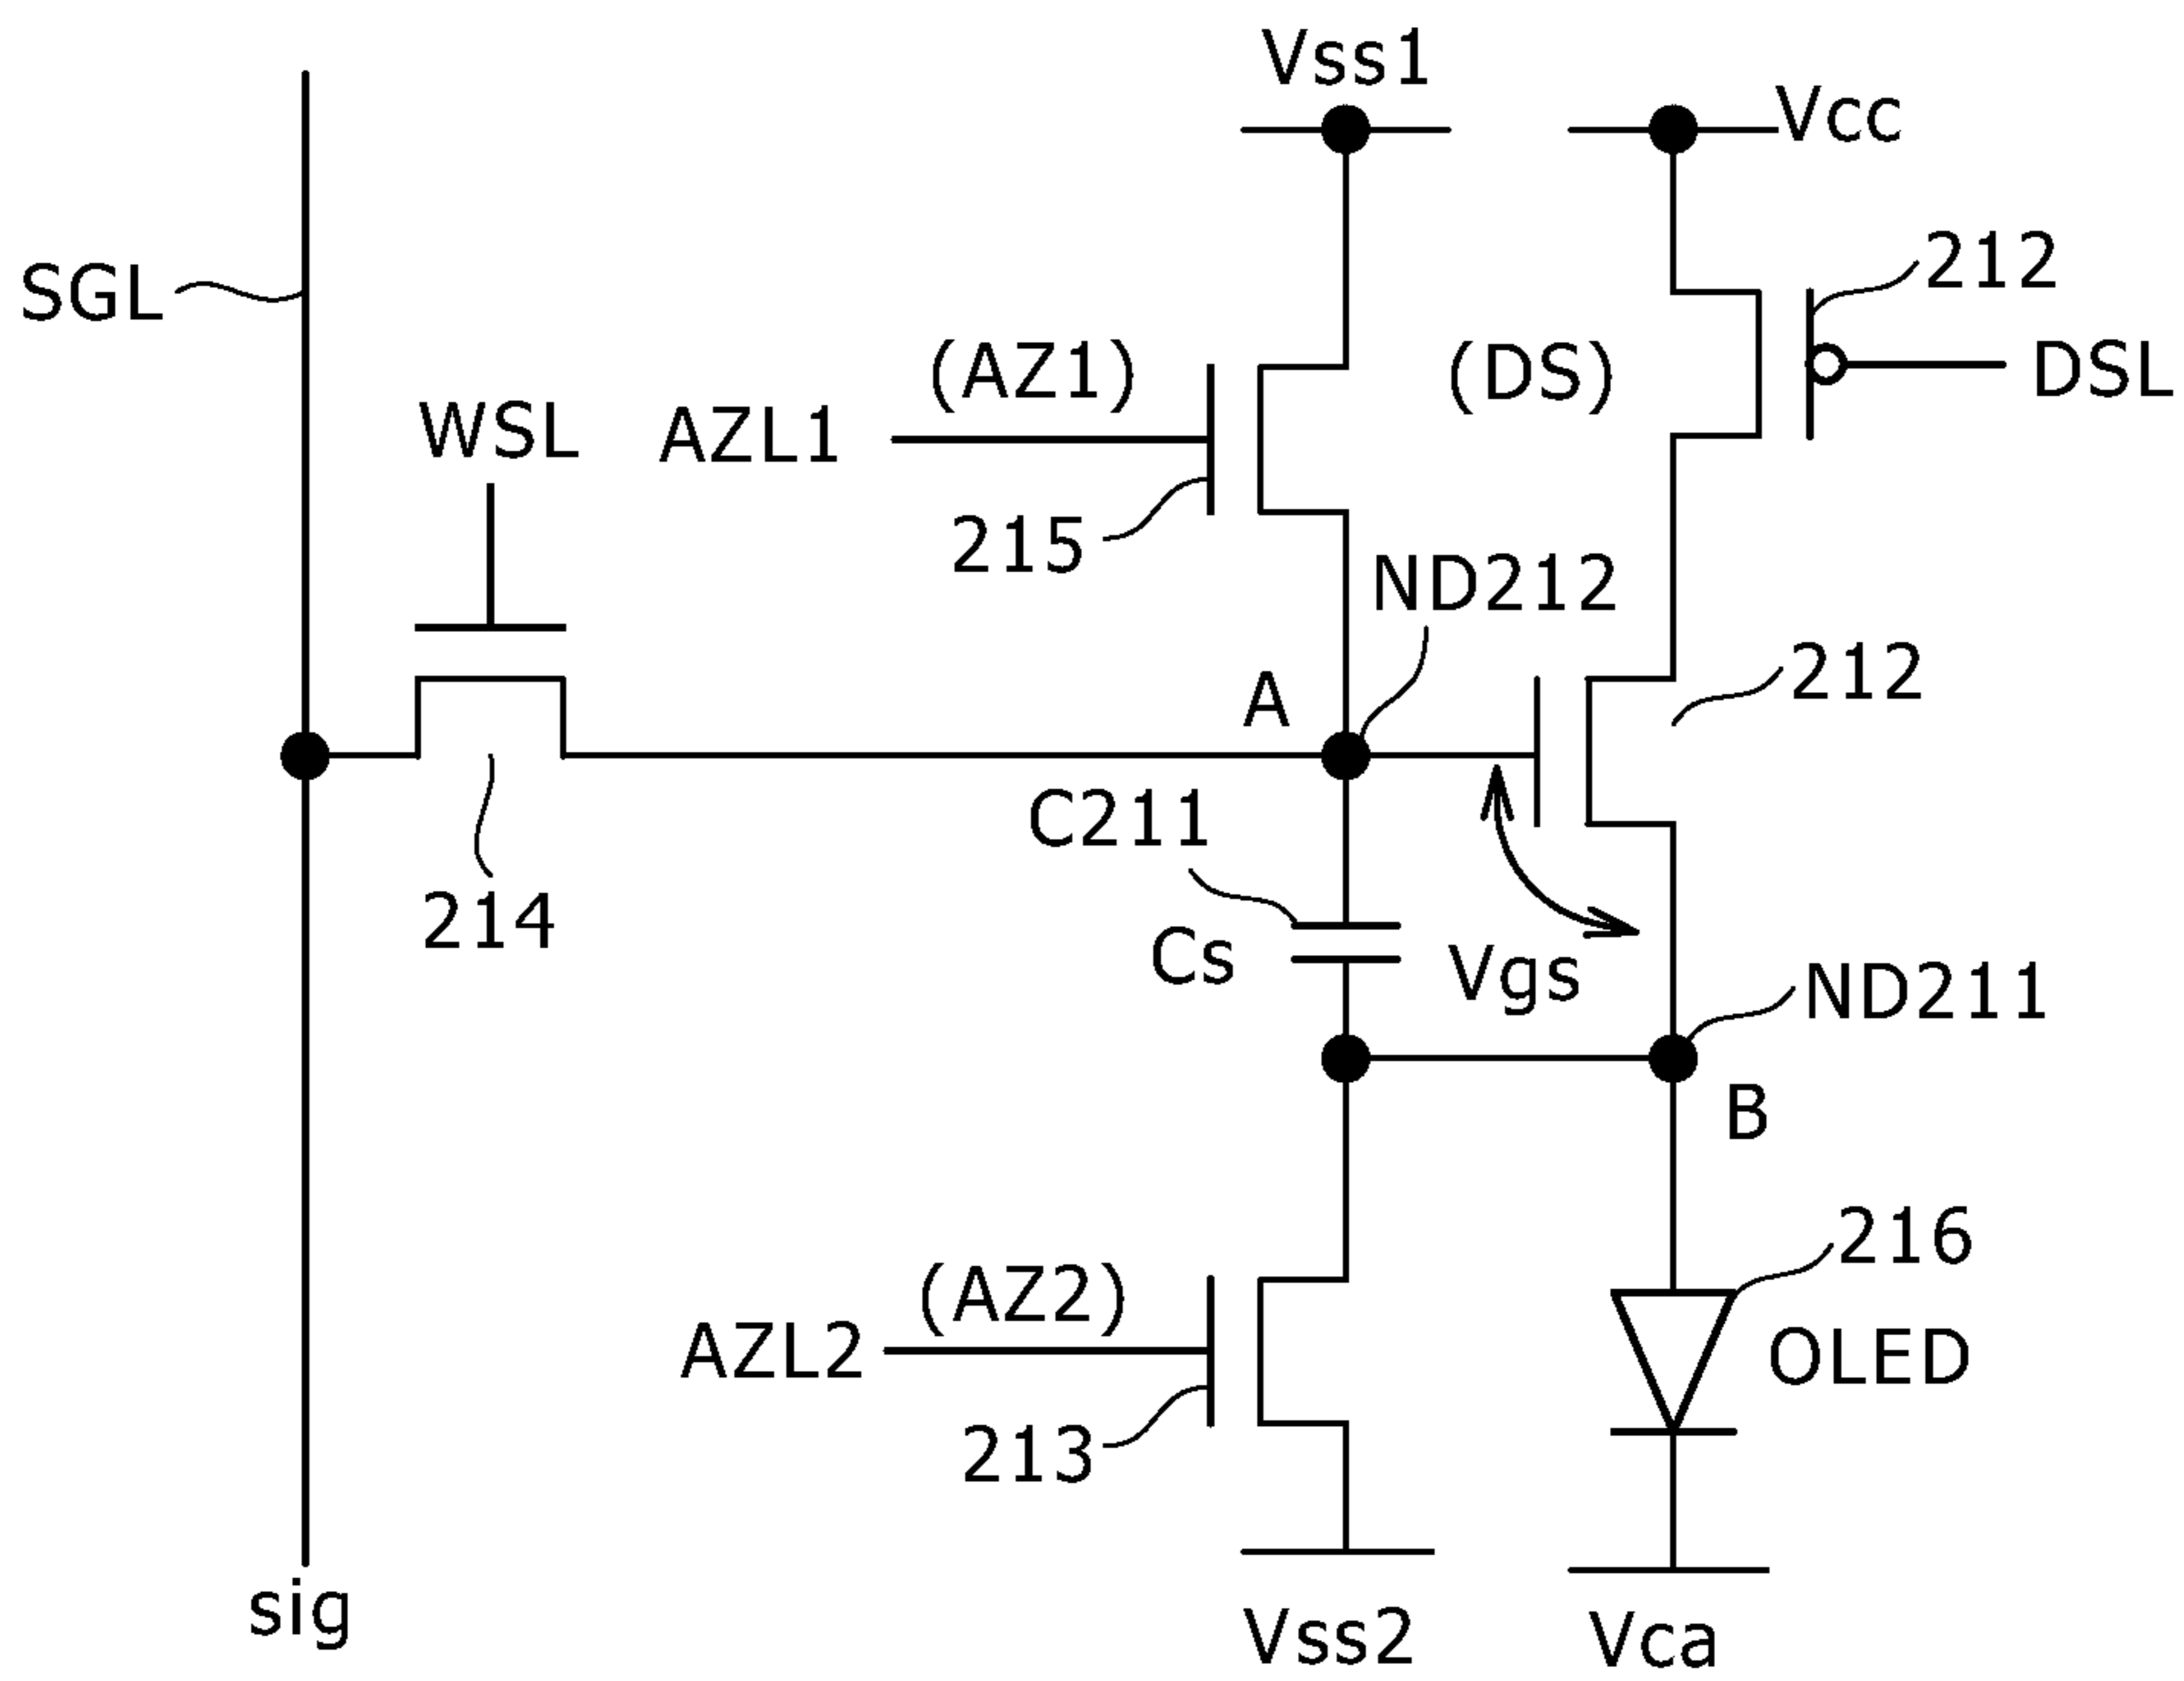 Vss1
Vcc
212
SGL
(AZ1)
(DS)
DSL
WSL
AZL1
215
ND212
A
212
C211
214
Cs
Vgs
ND211
B
216
(AZ2)
AZL2
OLED
213
sig
Vss2
Vca